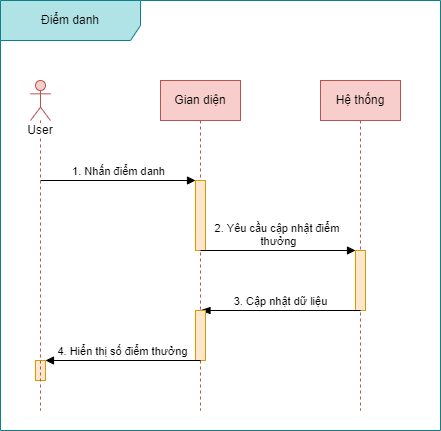 Điểm danh
User
Gian diện
Hệ thống
1. Nhấn điểm danh
2. Yêu cầu cập nhật điểm
thưởng
3. Cập nhật dữ liệu
4. Hiển thị số điểm thưởng